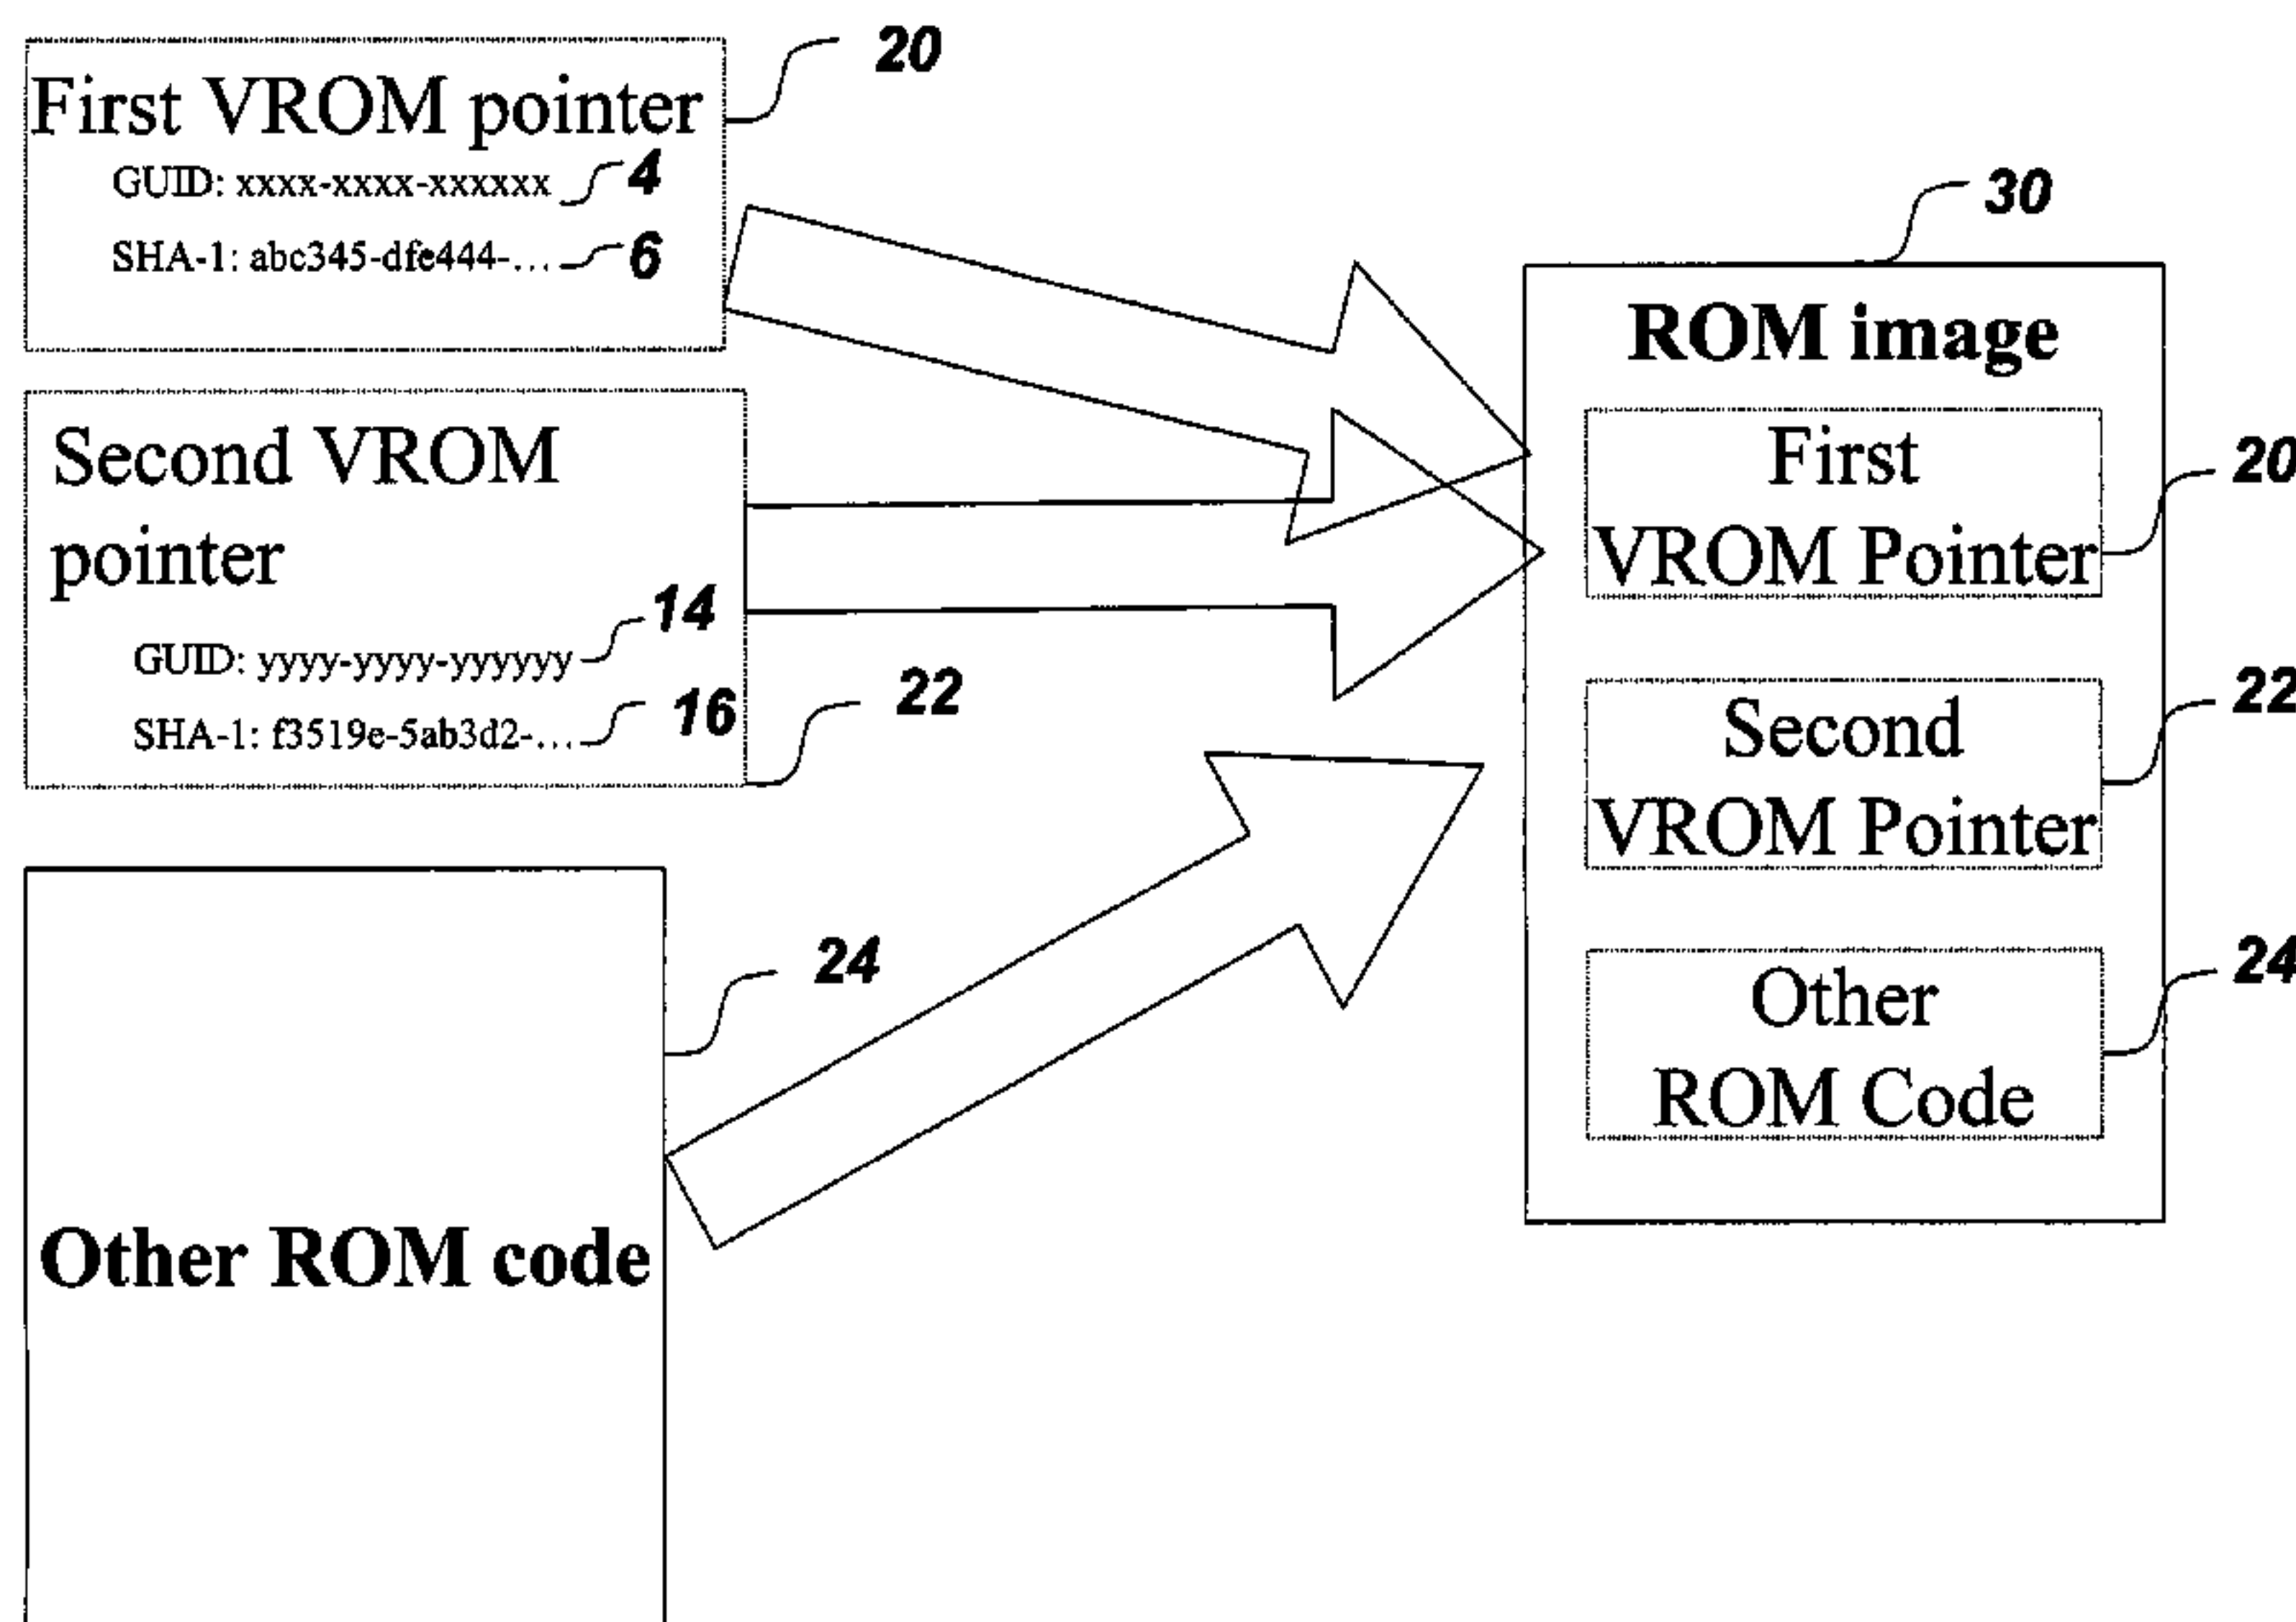 First VROM pointer
20
GUID: xxxx-xxxx-xxxxxx
4
SHA-1: abc345-dfe444-...
6
Second VROM
pointer
GUID: yyyy-yyyy-yyyyyy
14
SHA-1: f3519e-5ab3d2-...
16
22
Other ROM code
24
30
ROM image
First
VROM Pointer
20
Second
VROM Pointer
22
Other
ROM Code
24